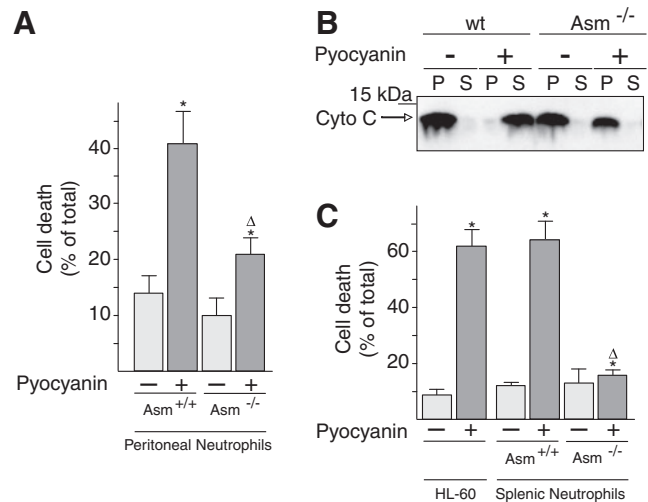 A
Cell death
(% of total)
40
30
20
10
*
Δ
*
Pyocyanin − + − +
Asm +/+ Asm -/-
Peritoneal Neutrophils
B
wt Asm -/-
Pyocyanin - + - +
P S P S P S P S
15 kDa
Cyto C
C
Cell death
(% of total)
60
40
20
*
*
Δ
*
Pyocyanin − + − + − +
Asm +/+ Asm -/-
HL-60 Splenic Neutrophils